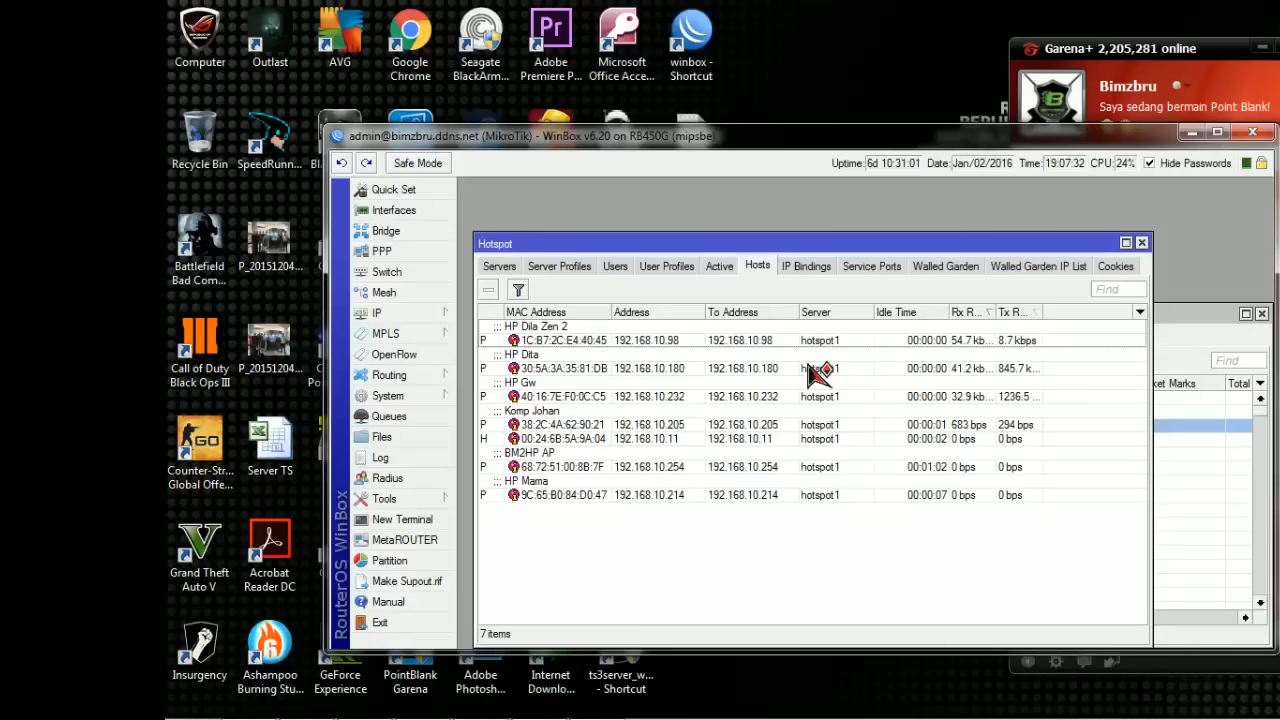 Computer
Outlast
AVG
Google Chrome
Seagate BlackArm...
Adobe Premiere P...
Microsoft Office Acce...
winbox - Shortcut
Garena+ 2,205,281 online
Bimzbru
Saya sedang bermain Point Blank!
Recycle Bin
SpeedRunn...
admin@bimzbru.ddns.net (MikroTik) - WinBox v6.20 on RB450G (mipsbe
Safe Mode
Uptime: 6d 10:31:01 Date: Jan/02/2016 Time: 19:07:32 CPU: 24% Hide Passwords
Quick Set
Interfaces
Bridge
PPP
Switch
Mesh
IP
MPLS
OpenFlow
Routing
System
Queues
Files
Log
Radius
Tools
New Terminal
MetaROUTER
Partition
Make Supout.rif
Manual
Exit
RouterOS WinBox
Hotspot
Servers Server Profiles Users User Profiles Active Hosts IP Bindings Service Ports Walled Garden Walled Garden IP List Cookies
Find
MAC Address Address To Address Server Idle Time Rx R... Tx R...
;;; HP Dila Zen 2
P 1C:B7:2C:E4:40:45 192.168.10.98 192.168.10.98 hotspot1 00:00:00 54.7 kb... 8.7 kbps
;;; HP Dita
P 30:5A:3A:35:81:DB 192.168.10.180 192.168.10.180 00:00:00 41.2 kb... 845.7 k...
;;; HP Gw
P 40:16:7E:F0:0C:C5 192.168.10.232 192.168.10.232 hotspot1 00:00:00 32.9 kb... 1236.5 ...
;;; Komp Johan
P 38:2C:4A:62:90:21 192.168.10.205 192.168.10.205 hotspot1 00:00:01 683 bps 294 bps
H 00:24:6B:5A:9A:04 192.168.10.11 192.168.10.11 hotspot1 00:00:02 0 bps 0 bps
;;; BM2HP AP
P 68:72:51:00:8B:7F 192.168.10.254 192.168.10.254 hotspot1 00:01:02 0 bps 0 bps
;;; HP Mama
P 9C:65:B0:84:D0:47 192.168.10.214 192.168.10.214 hotspot1 00:00:07 0 bps 0 bps
7 items
Find
ket Marks Total
Battlefield Bad Com...
P_20151204...
Call of Duty Black Ops III
P_20151204...
Counter-Str... Global Offe...
Server TS
Grand Theft Auto V
Acrobat Reader DC
Insurgency
Ashampoo Burning Stu...
GeForce Experience
PointBlank Garena
Adobe Photosh...
Internet Downlo...
ts3server_w... - Shortcut